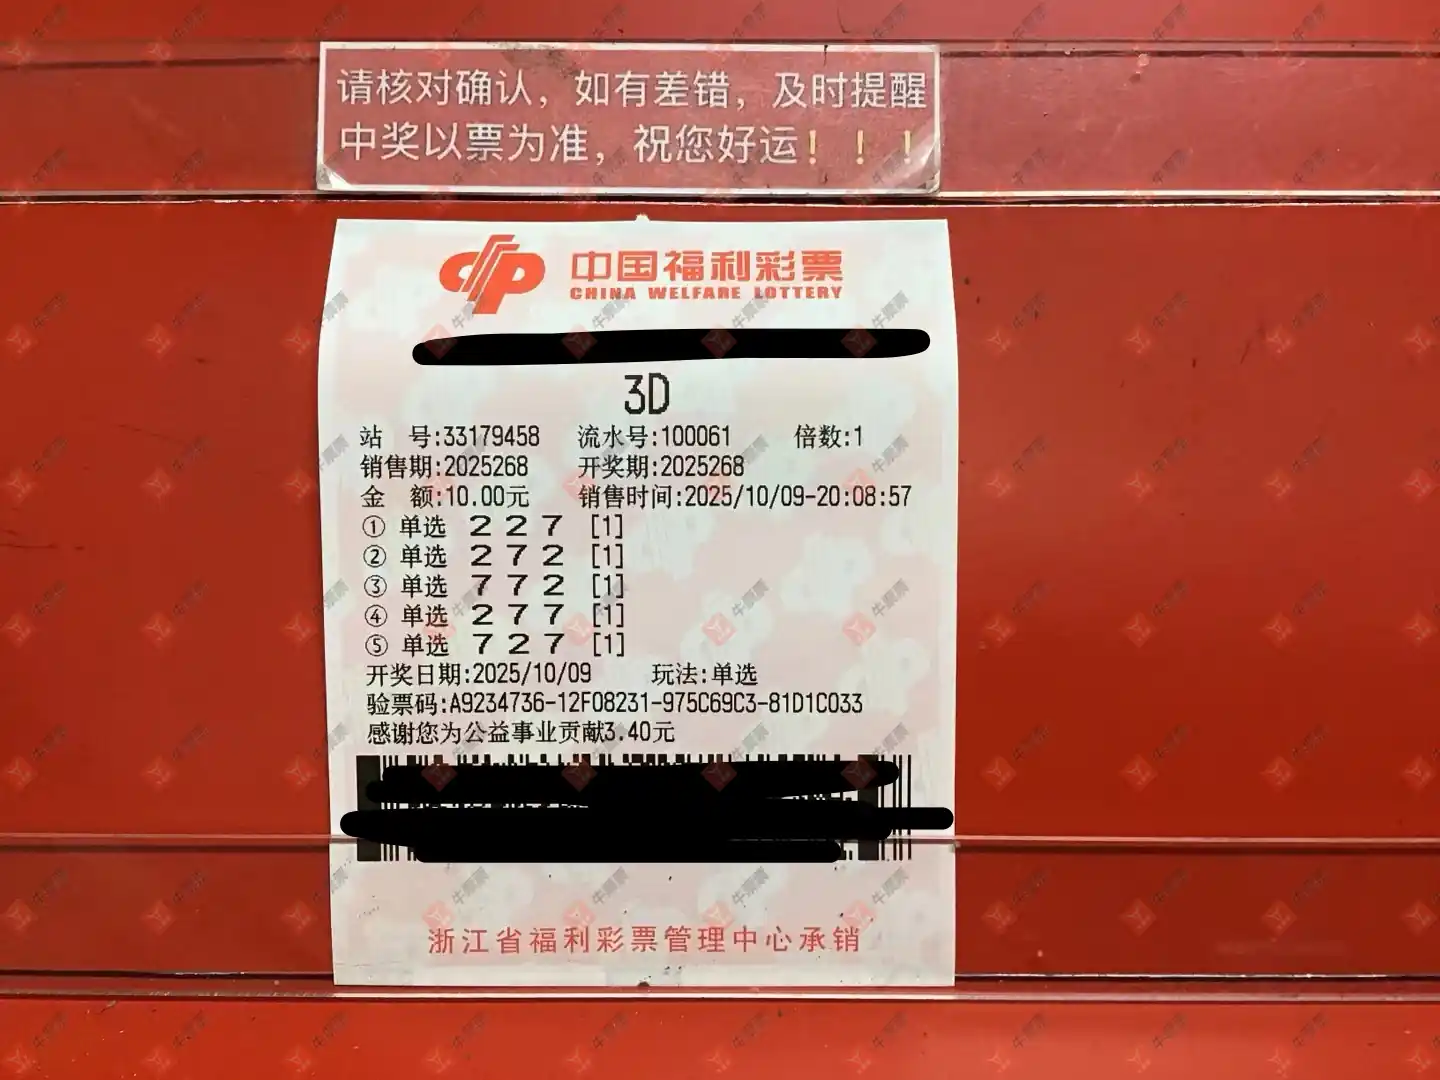 请核对确认，如有差错，及时提醒
中奖以票为准，祝您好运！！！
中国福利彩票
CHINA WELFARE LOTTERY
3D
站 号:33179458 流水号:100061 倍数:1
销售期:2025268 开奖期:2025268
金 额:10.00元 销售时间:2025/10/09-20:08:57
① 单选 2 2 7 [1]
② 单选 2 7 2 [1]
③ 单选 7 7 2 [1]
④ 单选 2 7 7 [1]
⑤ 单选 7 2 7 [1]
开奖日期:2025/10/09 玩法:单选
验票码:A9234736-12F08231-975C69C3-81D1C033
感谢您为公益事业贡献3.40元
浙江省福利彩票管理中心承销
牛票票